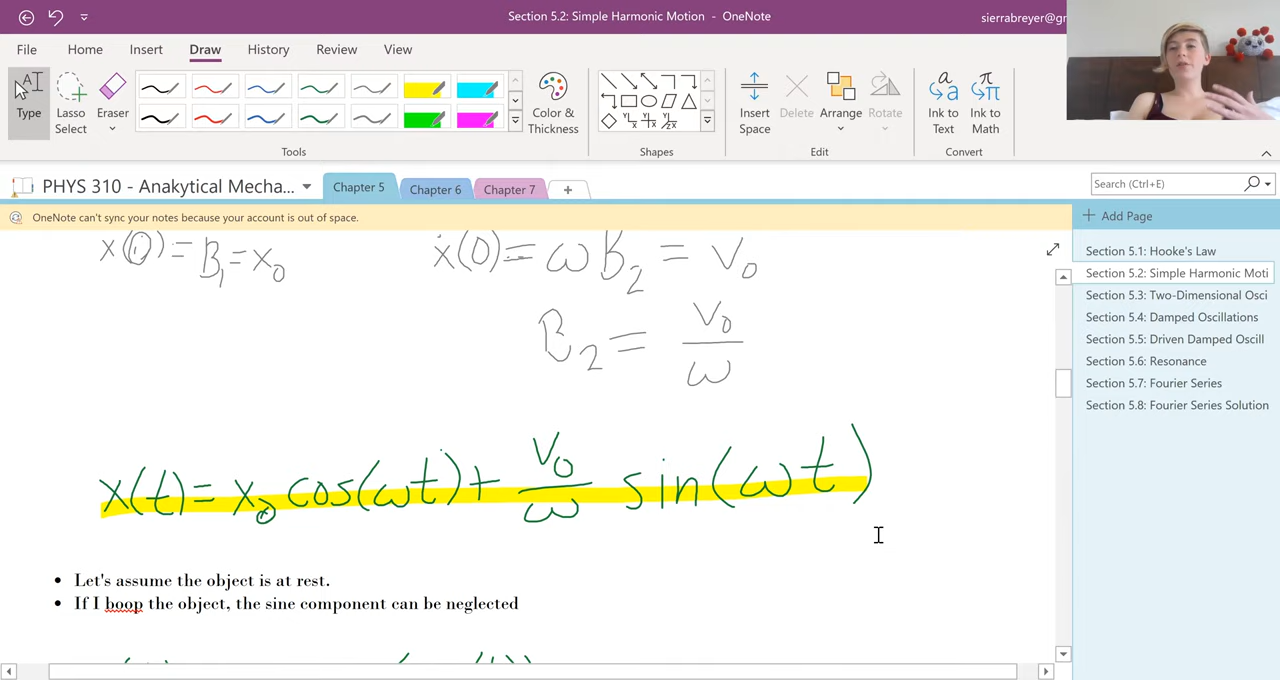 Section 5.2: Simple Harmonic Motion - OneNote
sierrabreyer@gr
File Home Insert Draw History Review View
Type
Lasso Select
Eraser
Color & Thickness
Insert Space
Delete
Arrange
Rotate
Ink to Text
Ink to Math
Tools
Shapes
Edit
Convert
PHYS 310 - Anakytical Mecha...
Chapter 5
Chapter 6
Chapter 7
Search (Ctrl+E)
OneNote can't sync your notes because your account is out of space.
Add Page
Section 5.1: Hooke's Law
Section 5.2: Simple Harmonic Moti
Section 5.3: Two-Dimensional Osci
Section 5.4: Damped Oscillations
Section 5.5: Driven Damped Oscill
Section 5.6: Resonance
Section 5.7: Fourier Series
Section 5.8: Fourier Series Solution
x(0) = B₁ = x₀
ẋ(0) = ωB₂ = v₀
B₂ = v₀/ω
x(t) = x₀ cos(ωt) + v₀/ω sin(ωt)
• Let's assume the object is at rest.
• If I boop the object, the sine component can be neglected